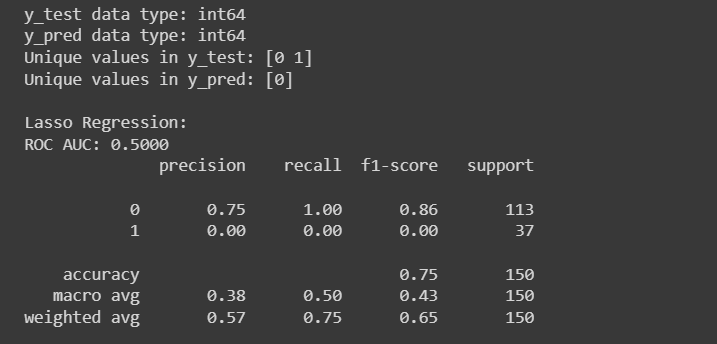 y_test data type: int64
y_pred data type: int64
Unique values in y_test: [0 1]
Unique values in y_pred: [0]
Lasso Regression:
ROC AUC: 0.5000
precision recall f1-score support
0 0.75 1.00 0.86 113
1 0.00 0.00 0.00 37
accuracy 0.75 150
macro avg 0.38 0.50 0.43 150
weighted avg 0.57 0.75 0.65 150